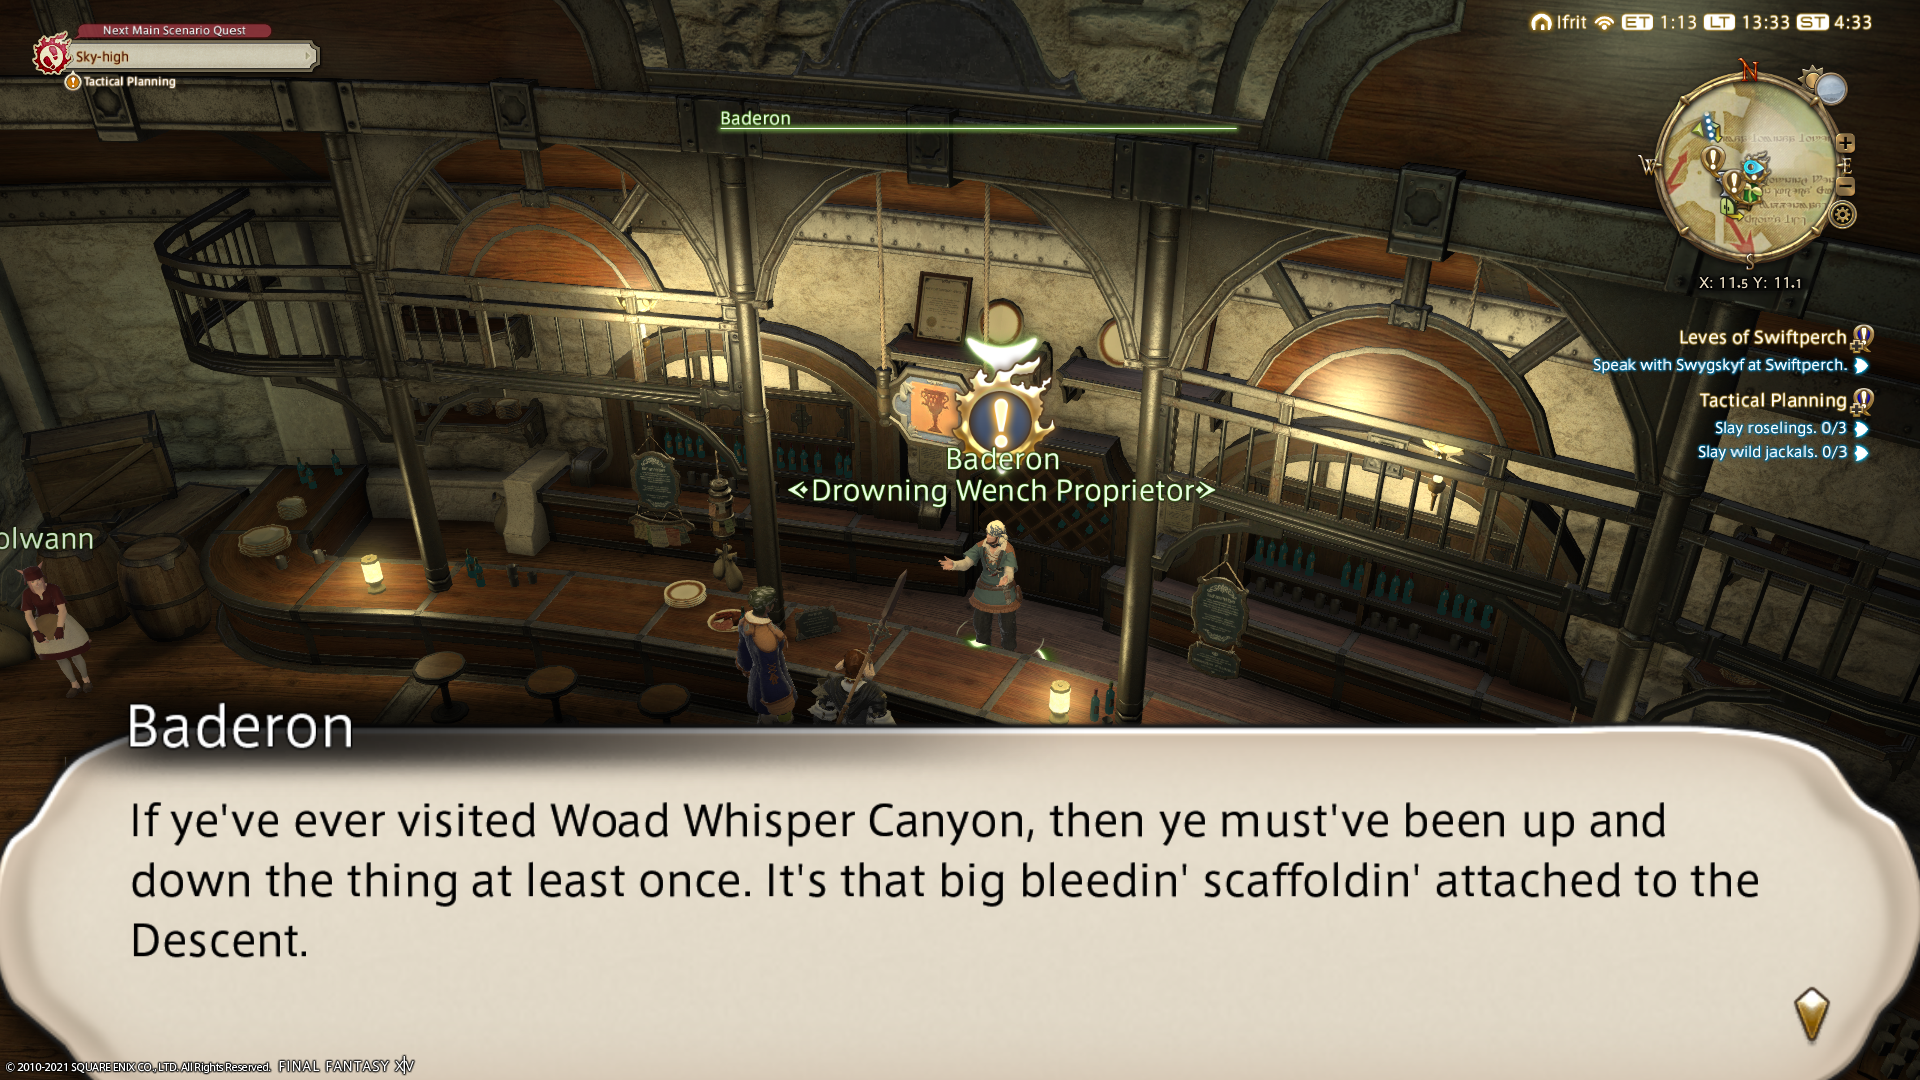 Next Main Scenario Quest
Sky-high
Tactical Planning
Ifrit ET 1:13 LT 13:33 ST 4:33
Baderon
N
W
E
S
X: 11.5 Y: 11.1
Leves of Swiftperch
Speak with Swygskyf at Swiftperch.
Tactical Planning
Slay roselings. 0/3
Slay wild jackals. 0/3
Baderon
Drowning Wench Proprietor
olwann
Baderon
If ye've ever visited Woad Whisper Canyon, then ye must've been up and
down the thing at least once. It's that big bleedin' scaffoldin' attached to the
Descent.
© 2010-2021 SQUARE ENIX CO., LTD. All Rights Reserved. FINAL FANTASY XIV